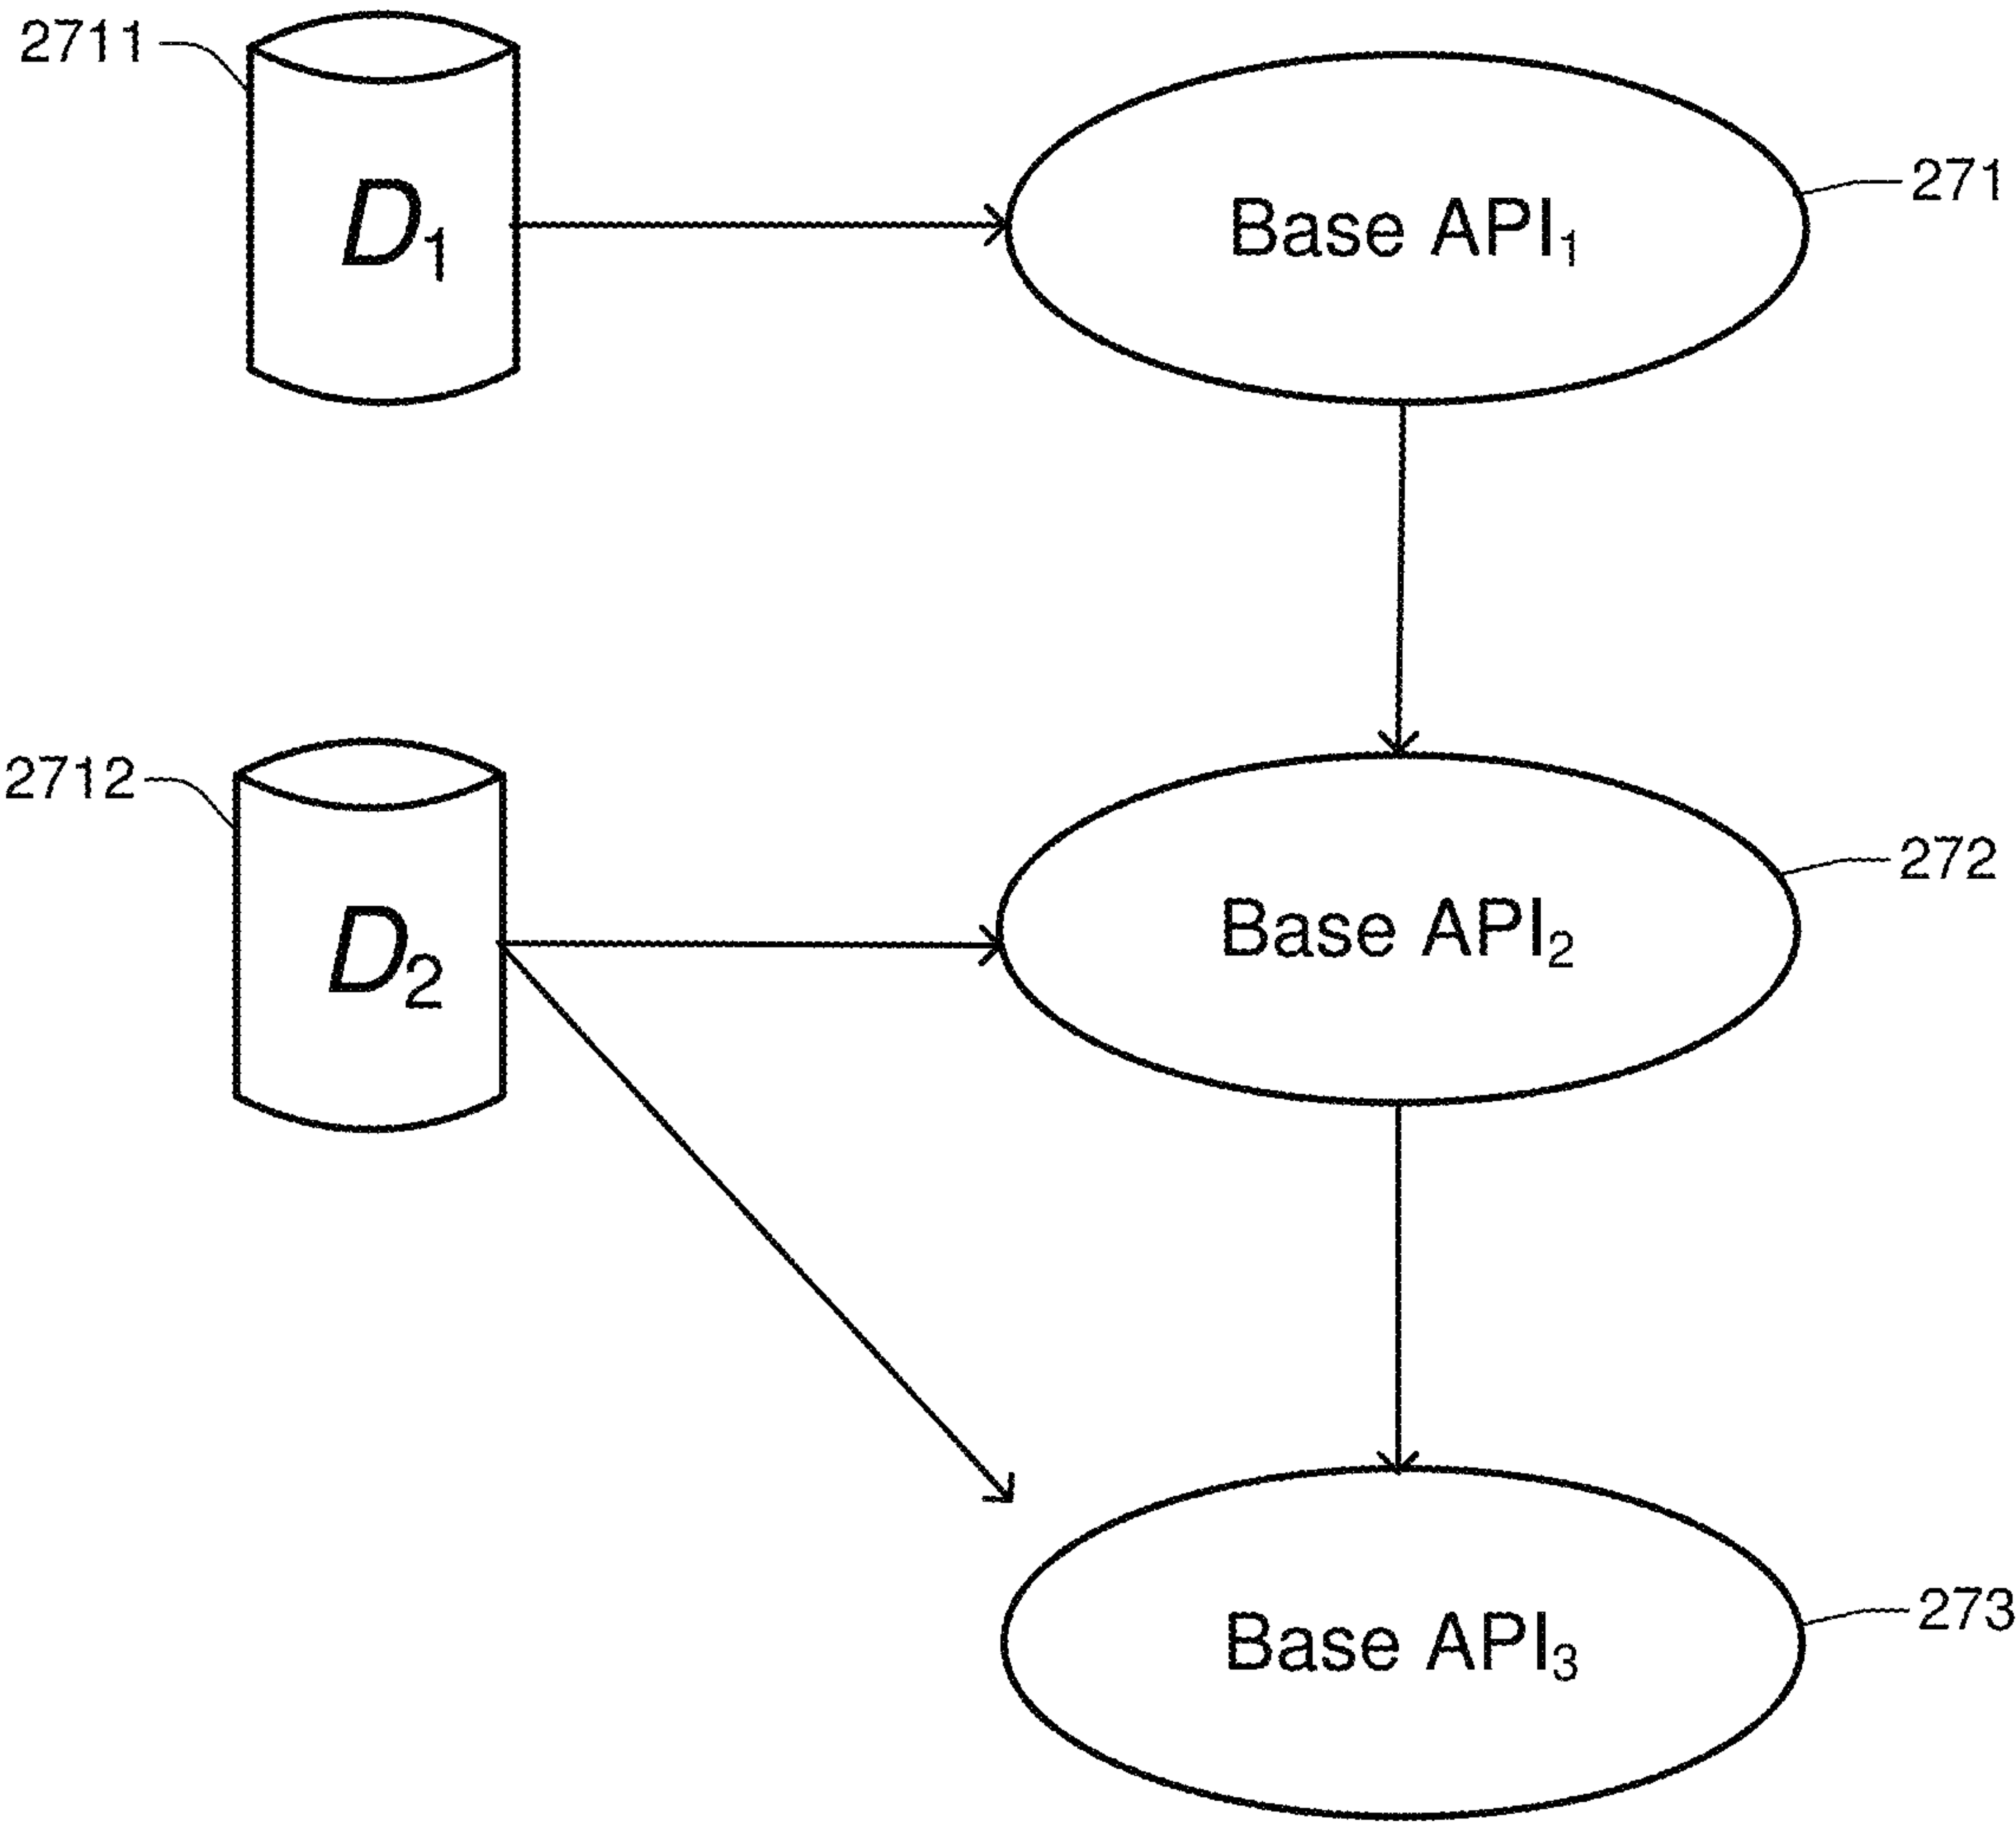 2711
D₁
Base API₁
271
2712
D₂
Base API₂
272
Base API₃
273